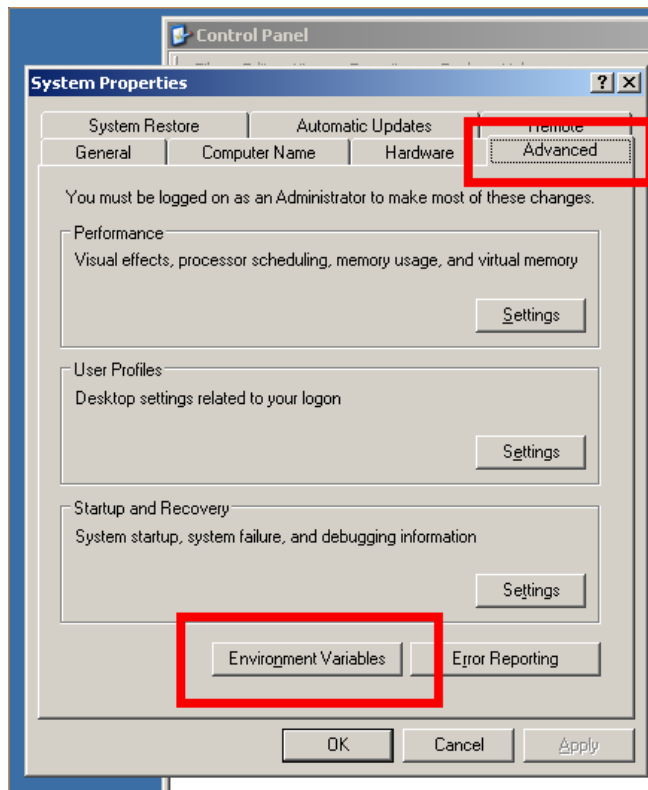 Control Panel
System Properties
System Restore
Automatic Updates
Remote
General
Computer Name
Hardware
Advanced
You must be logged on as an Administrator to make most of these changes.
Performance
Visual effects, processor scheduling, memory usage, and virtual memory
Settings
User Profiles
Desktop settings related to your logon
Settings
Startup and Recovery
System startup, system failure, and debugging information
Settings
Environment Variables
Error Reporting
OK
Cancel
Apply